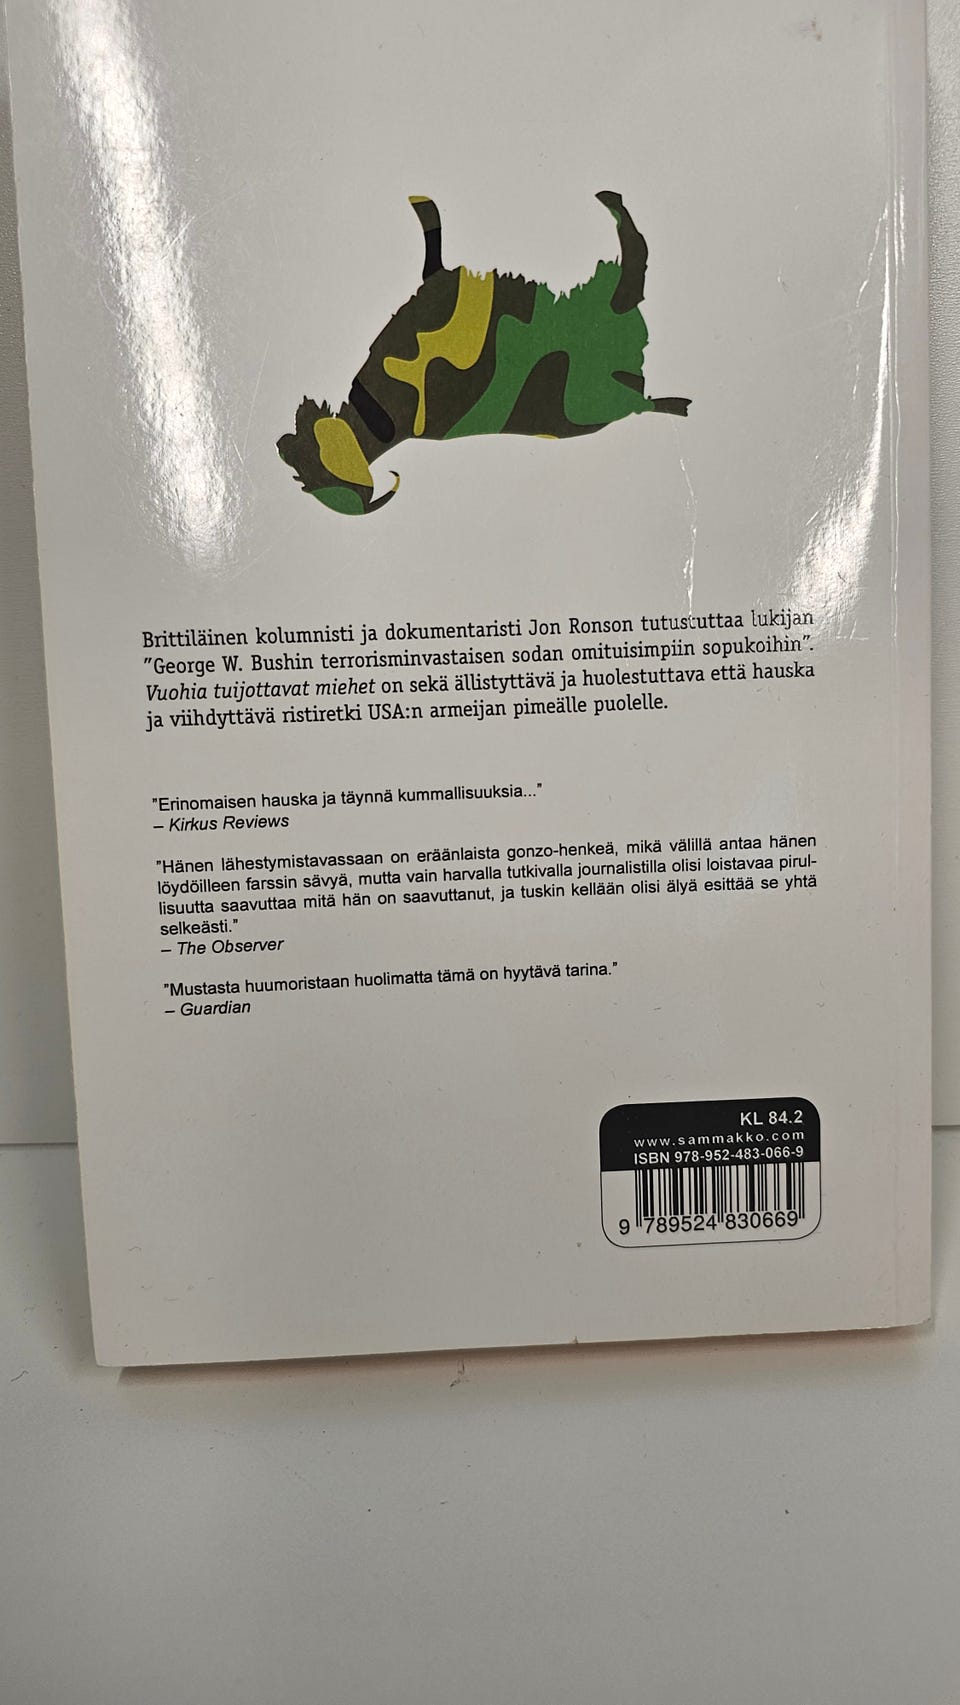 Brittiläinen kolumnisti ja dokumentaristi Jon Ronson tutustuttaa lukijan
"George W. Bushin terrorisminvastaisen sodan omituisimpiin sopukoihin".
Vuohia tuijottavat miehet on sekä ällistyttävä ja huolestuttava että hauska
ja viihdyttävä ristiretki USA:n armeijan pimeälle puolelle.
"Erinomaisen hauska ja täynnä kummallisuuksia..."
– Kirkus Reviews
"Hänen lähestymistavassaan on eräänlaista gonzo-henkeä, mikä välillä antaa hänen
löydöilleen farssin sävyä, mutta vain harvalla tutkivalla journalistilla olisi loistavaa pirul-
lisuutta saavuttaa mitä hän on saavuttanut, ja tuskin kellään olisi älyä esittää se yhtä
selkeästi."
– The Observer
"Mustasta huumoristaan huolimatta tämä on hyytävä tarina."
– Guardian
KL 84.2
www.sammakko.com
ISBN 978-952-483-066-9
9 789524 830669